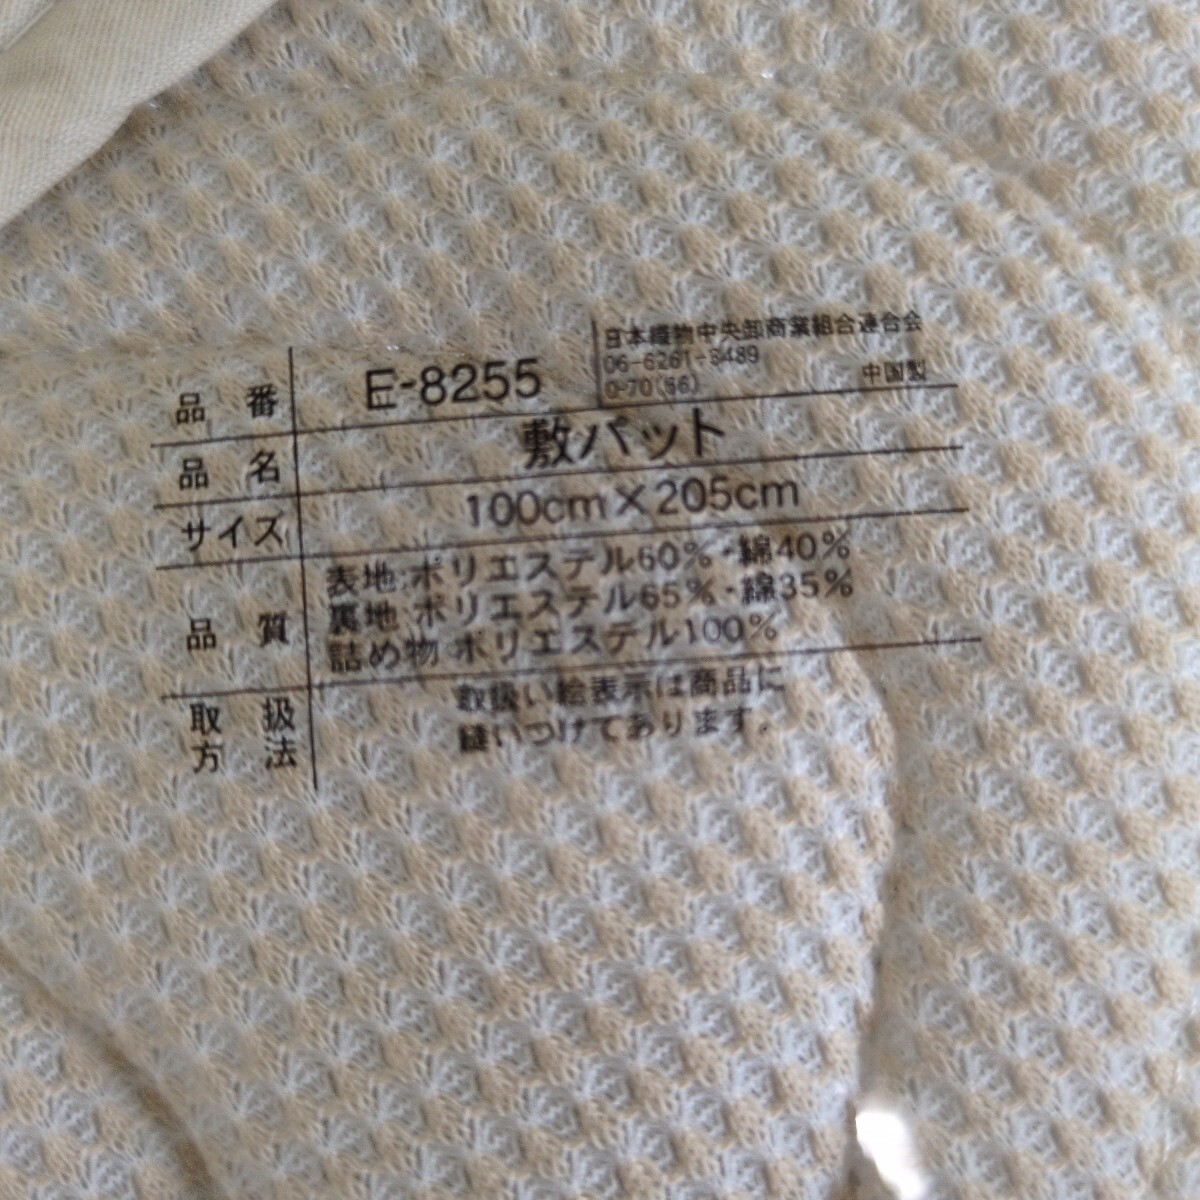 品番 E-8255
日本織物中央卸商業組合連合会
06-6261-8489
0-70(66) 中国製
品名 敷パット
サイズ 100cm×205cm
品質 表地:ポリエステル60%・綿40%
裏地:ポリエステル65%・綿35%
詰め物:ポリエステル100%
取扱方法 取扱い絵表示は商品に
縫いつけてあります。